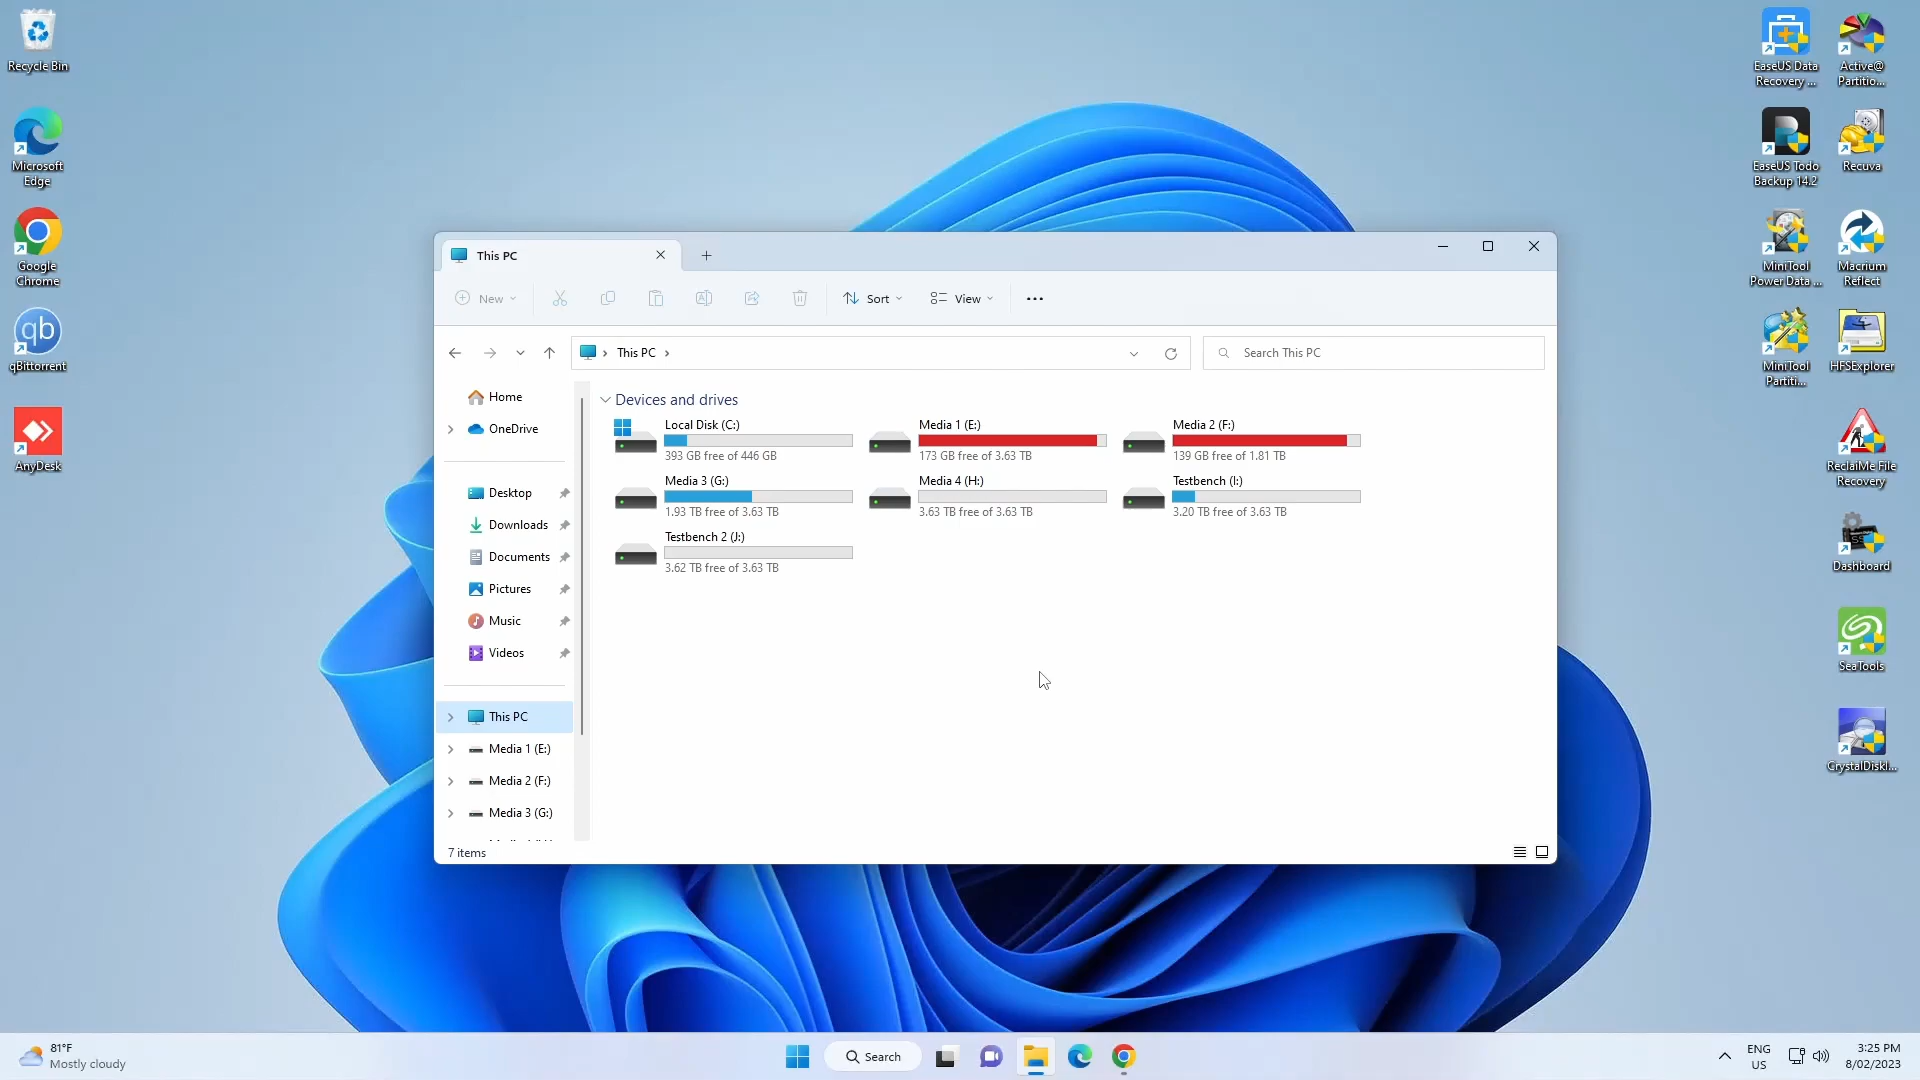 Recycle Bin
Microsoft
Edge
Google
Chrome
qb
qBittorrent
AnyDesk
EaseUS Data
Recovery ...
Active@
Partitio...
EaseUS Todo
Backup 14.2
Recuva
MiniTool
Power Data ...
Macrium
Reflect
MiniTool
Partiti...
HFSExplorer
ReclaiMe File
Recovery
Dashboard
SeaTools
CrystalDiskI...
This PC
New
Sort
View
This PC
Search This PC
Home
OneDrive
Desktop
Downloads
Documents
Pictures
Music
Videos
This PC
Media 1 (E:)
Media 2 (F:)
Media 3 (G:)
Devices and drives
Local Disk (C:)
393 GB free of 446 GB
Media 1 (E:)
173 GB free of 3.63 TB
Media 2 (F:)
139 GB free of 1.81 TB
Media 3 (G:)
1.93 TB free of 3.63 TB
Media 4 (H:)
3.63 TB free of 3.63 TB
Testbench (I:)
3.20 TB free of 3.63 TB
Testbench 2 (J:)
3.62 TB free of 3.63 TB
7 items
81°F
Mostly cloudy
Search
ENG
US
3:25 PM
8/02/2023